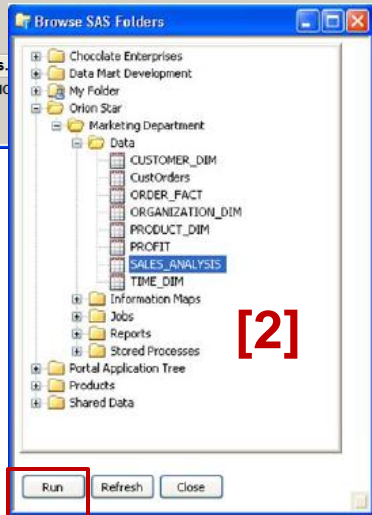 Browse SAS Folders
Chocolate Enterprises
Data Mart Development
My Folder
Orion Star
Marketing Department
Data
CUSTOMER_DIM
CustOrders
ORDER_FACT
ORGANIZATION_DIM
PRODUCT_DIM
PROFIT
SALES_ANALYSIS
TIME_DIM
Information Maps
Jobs
Reports
Stored Processes
[2]
Portal Application Tree
Products
Shared Data
Run Refresh Close